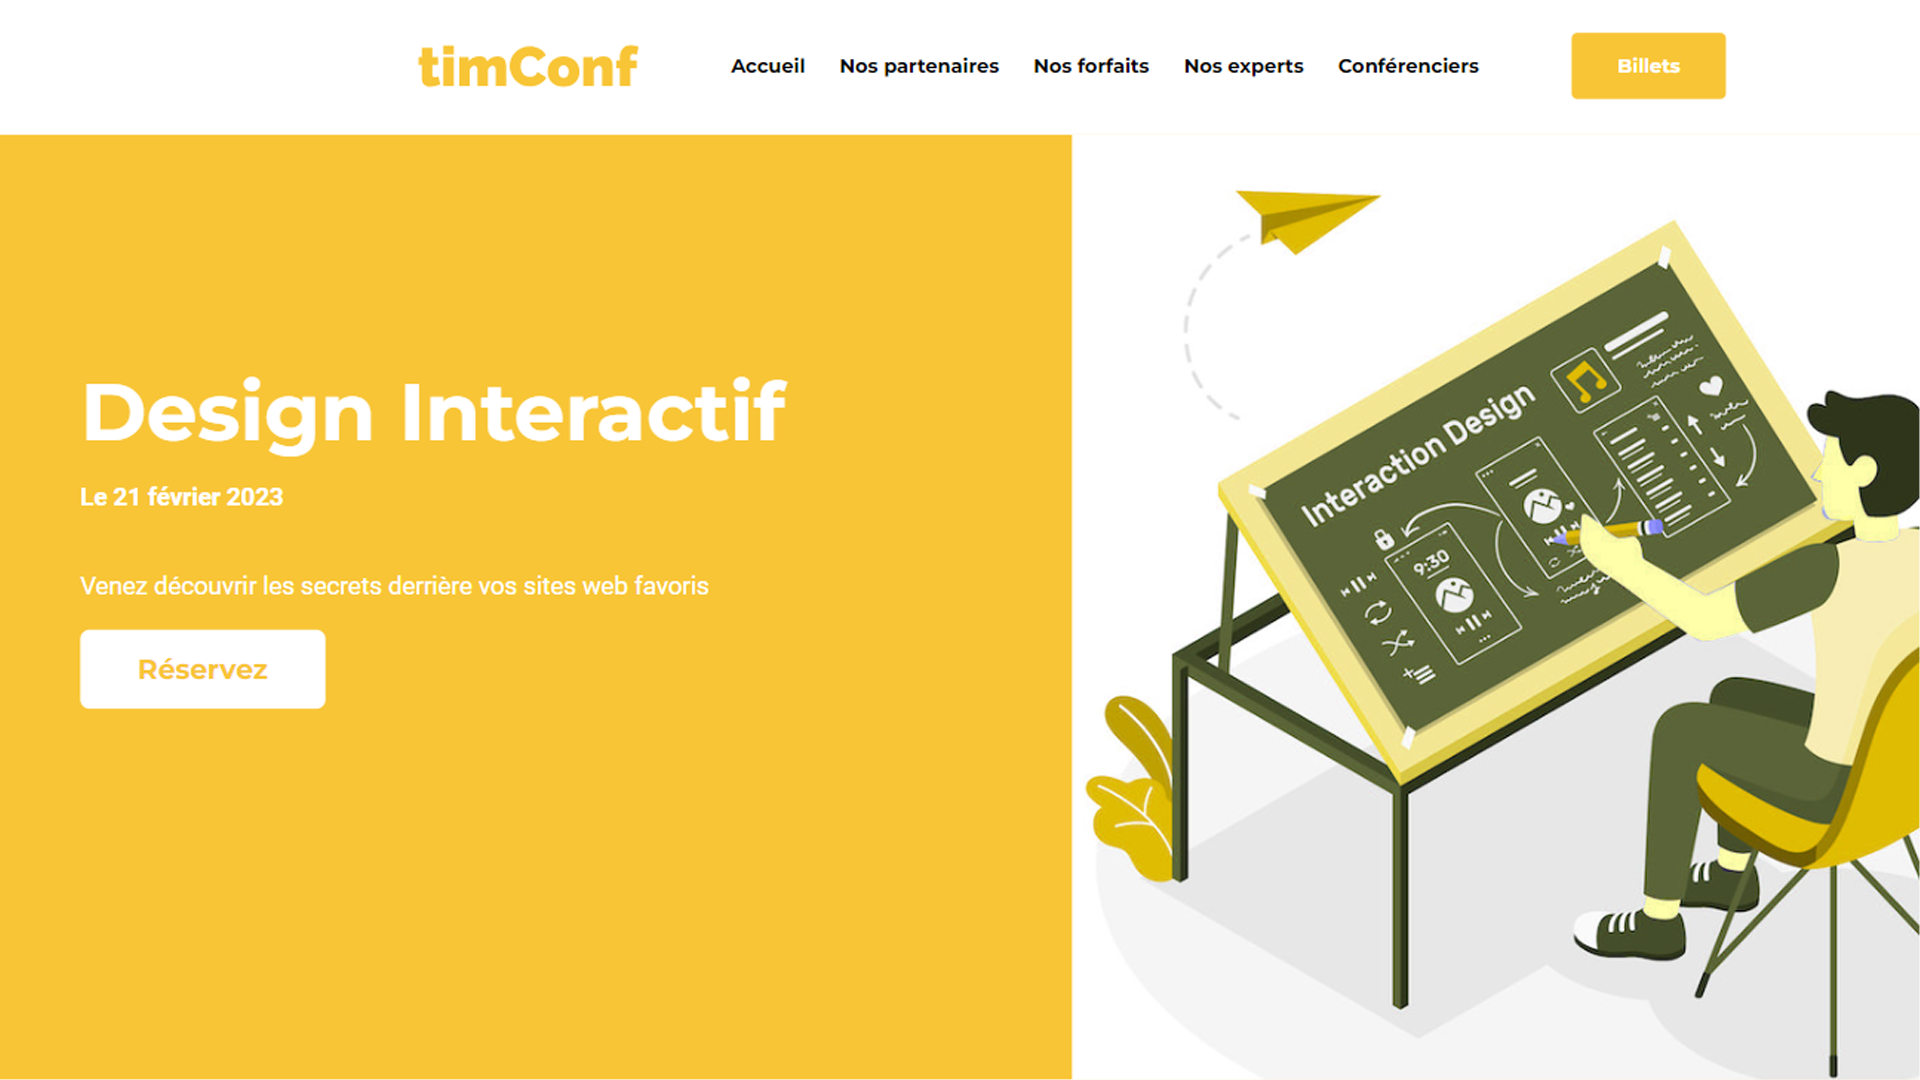 timConf
Accueil
Nos partenaires
Nos forfaits
Nos experts
Conférenciers
Billets
Design Interactif
Le 21 février 2023
Venez découvrir les secrets derrière vos sites web favoris
Réservez
Interaction Design
9:30